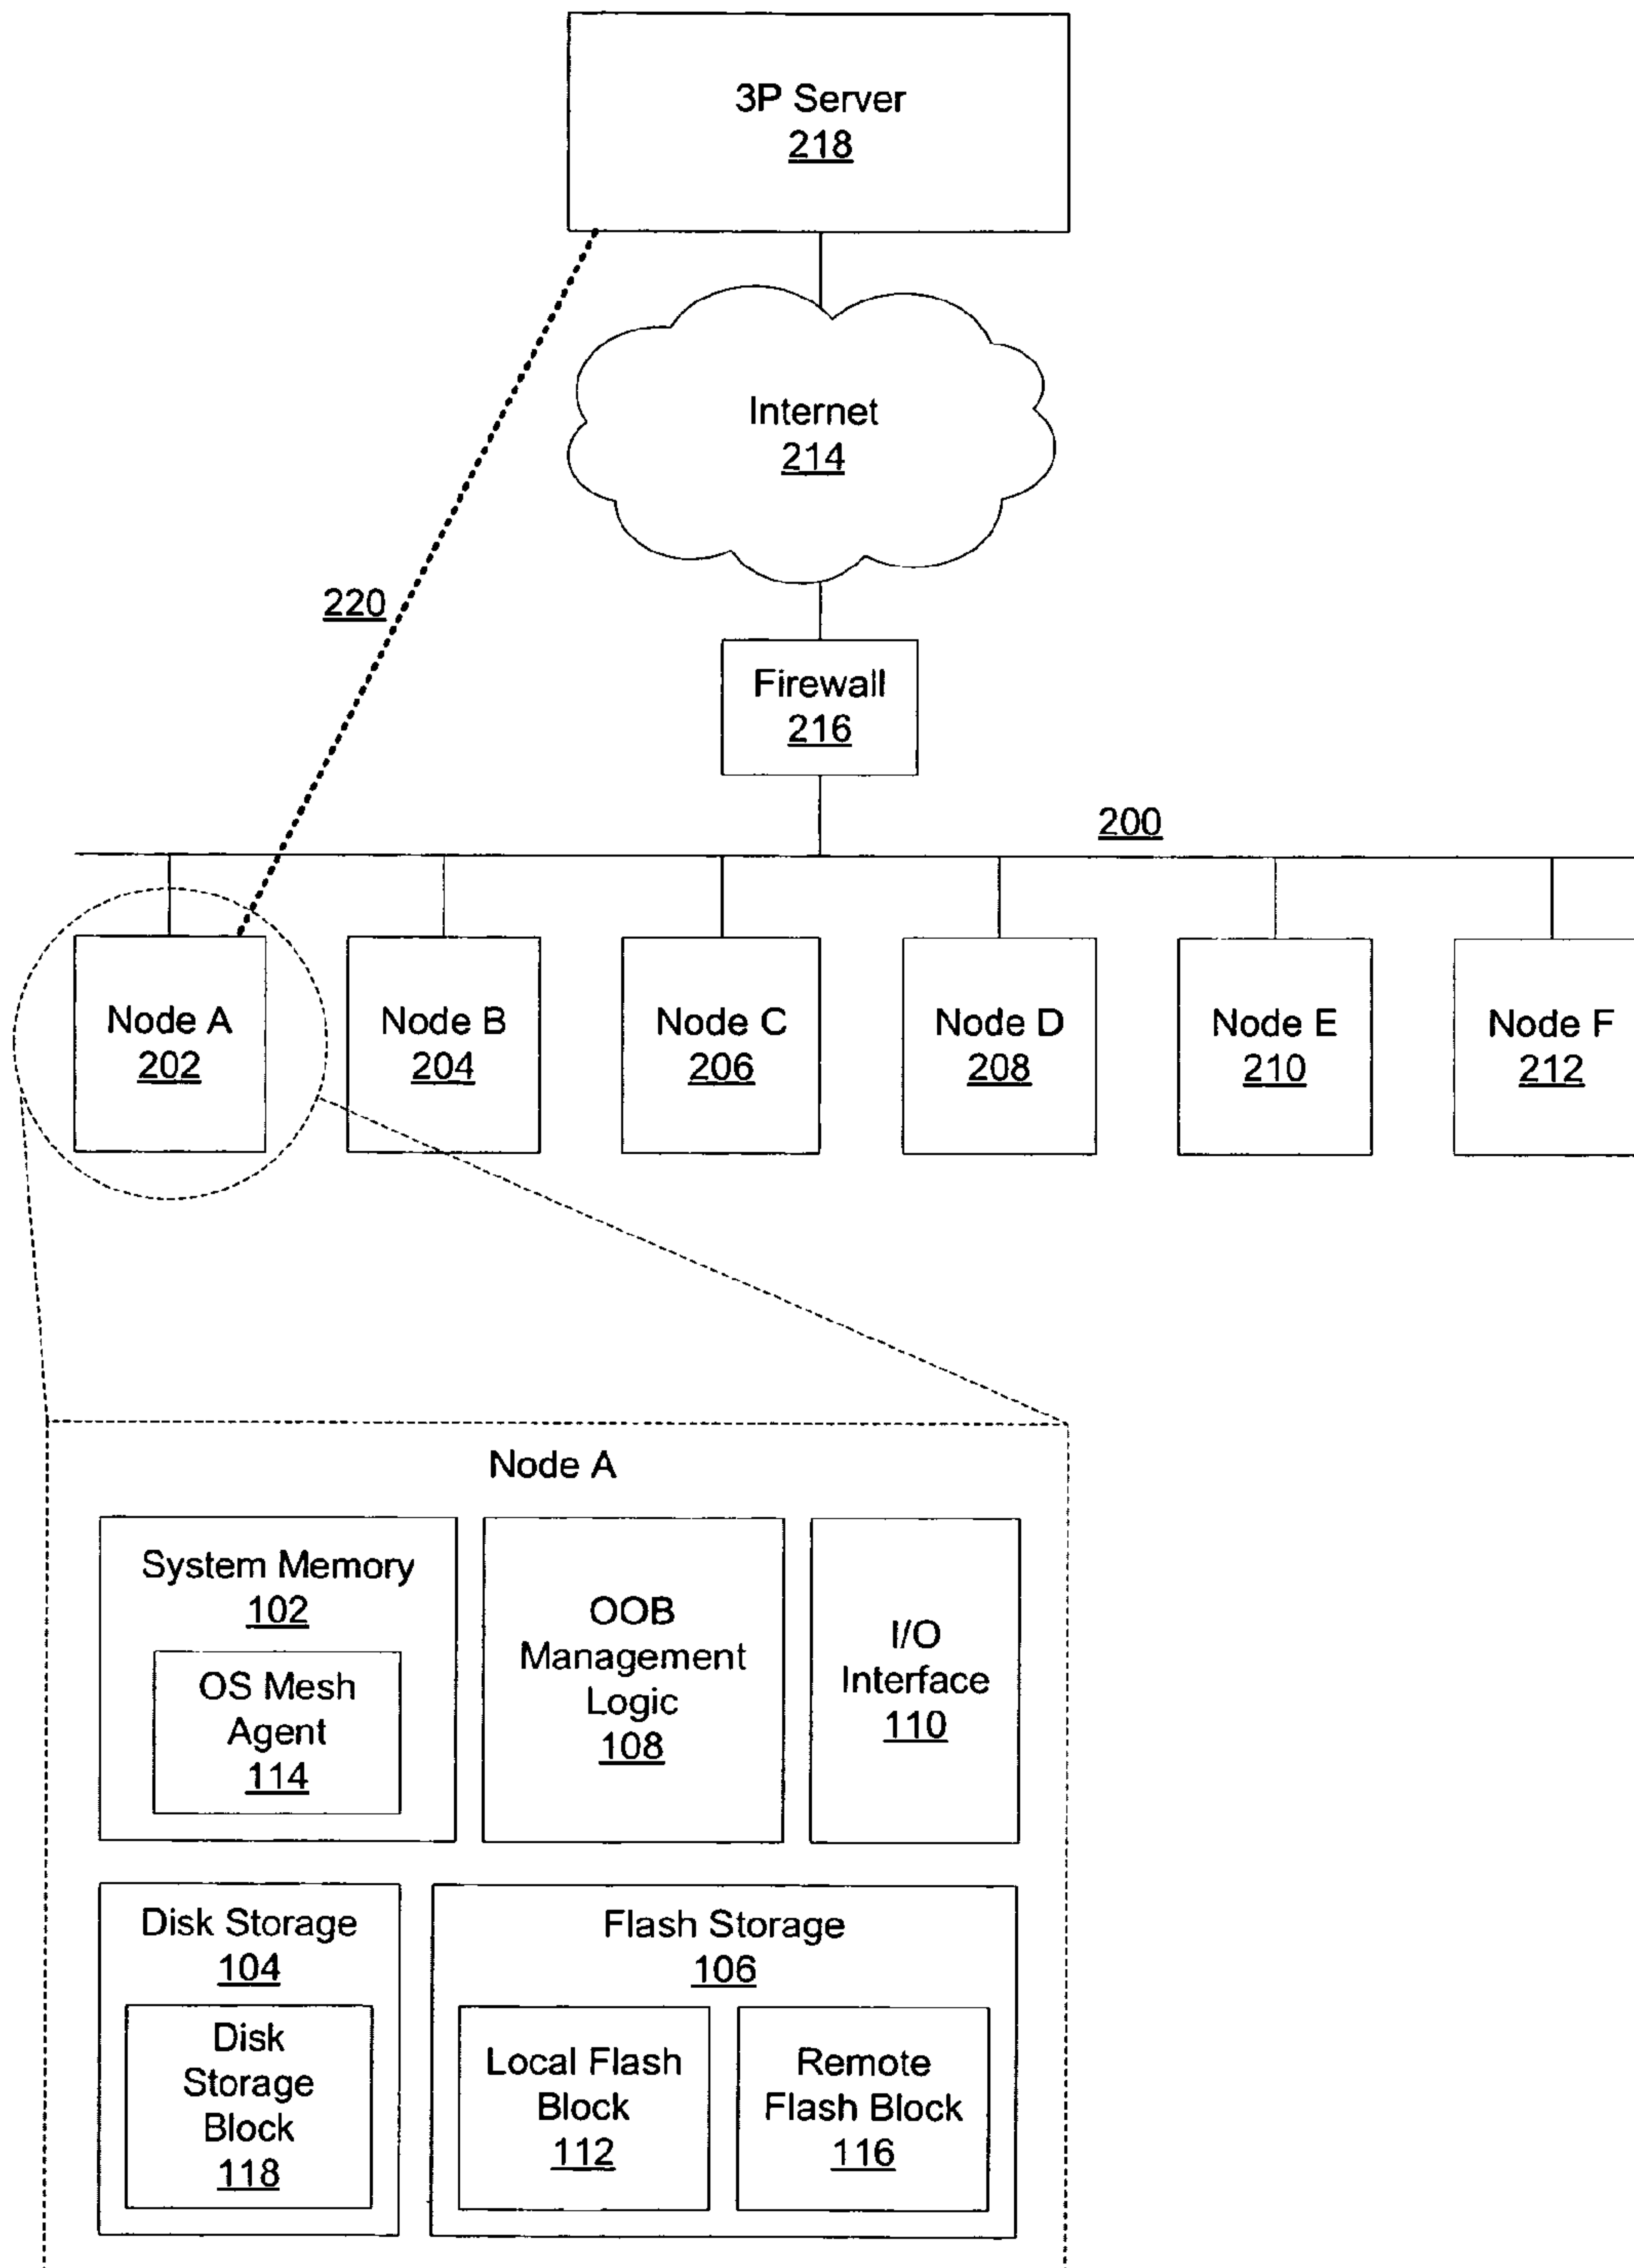 3P Server
218
Internet
214
220
Firewall
216
200
Node A
202
Node B
204
Node C
206
Node D
208
Node E
210
Node F
212
Node A
System Memory
102
OS Mesh
Agent
114
OOB
Management
Logic
108
I/O
Interface
110
Disk Storage
104
Disk
Storage
Block
118
Flash Storage
106
Local Flash
Block
112
Remote
Flash Block
116